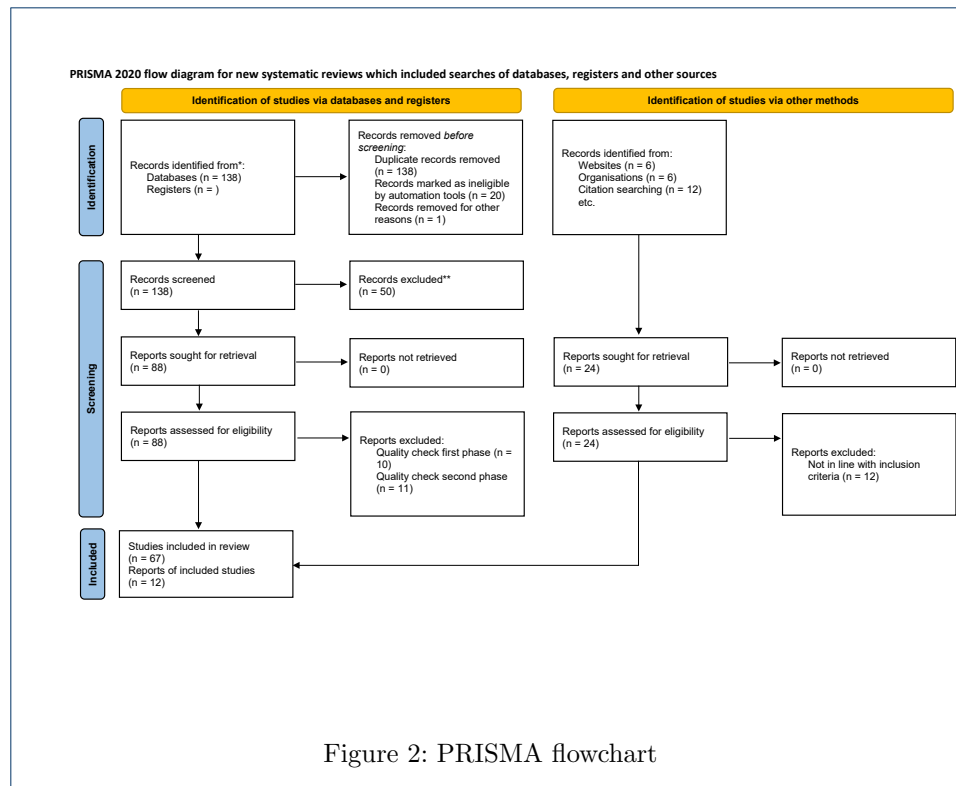 PRISMA 2020 flow diagram for new systematic reviews which included searches of databases, registers and other sources
Identification of studies via databases and registers
Identification of studies via other methods
Identification
Records identified from*:
Databases (n = 138)
Registers (n = )
Records removed before
screening:
Duplicate records removed
(n = 138)
Records marked as ineligible
by automation tools (n = 20)
Records removed for other
reasons (n = 1)
Records identified from:
Websites (n = 6)
Organisations (n = 6)
Citation searching (n = 12)
etc.
Screening
Records screened
(n = 138)
Records excluded**
(n = 50)
Reports sought for retrieval
(n = 88)
Reports not retrieved
(n = 0)
Reports sought for retrieval
(n = 24)
Reports not retrieved
(n = 0)
Reports assessed for eligibility
(n = 88)
Reports excluded:
Quality check first phase (n =
10)
Quality check second phase
(n = 11)
Reports assessed for eligibility
(n = 24)
Reports excluded:
Not in line with inclusion
criteria (n = 12)
Included
Studies included in review
(n = 67)
Reports of included studies
(n = 12)
Figure 2: PRISMA flowchart